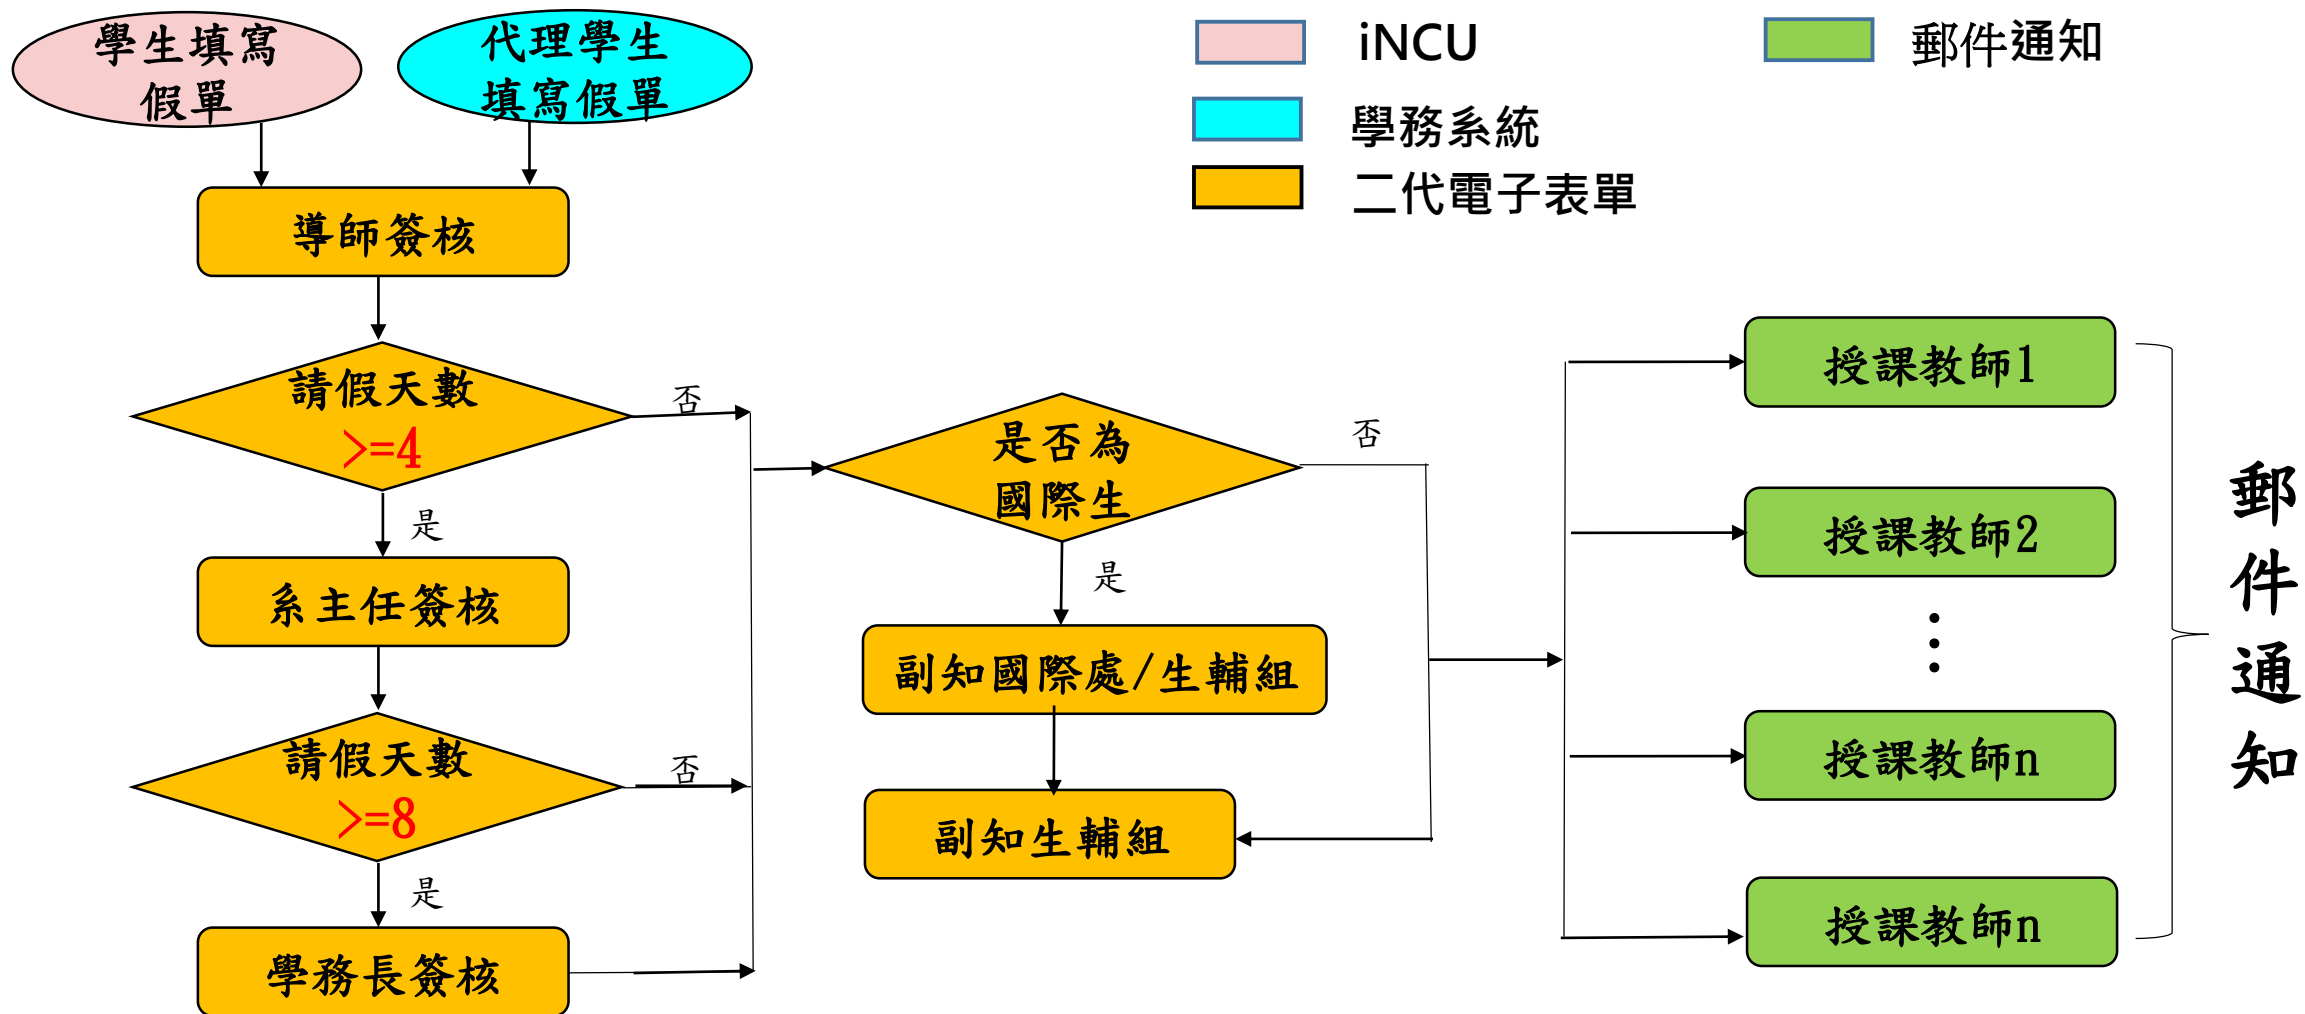 學生填寫
假單
代理學生
填寫假單
iNCU
郵件通知
學務系統
二代電子表單
導師簽核
請假天數
>=4
否
是
系主任簽核
請假天數
>=8
否
是
學務長簽核
是否為
國際生
否
是
副知國際處/生輔組
副知生輔組
授課教師1
授課教師2
⋮
授課教師n
授課教師n
郵件通知